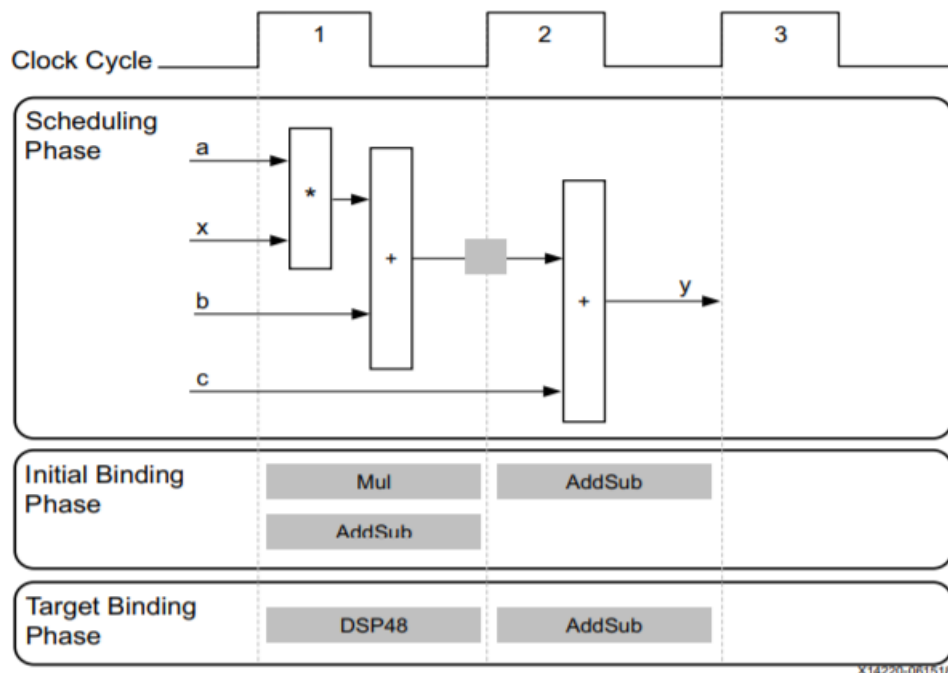 1 2 3
Clock Cycle
Scheduling
Phase
a
*
x
+
b
+
y
c
Initial Binding
Phase
Mul AddSub
AddSub
Target Binding
Phase
DSP48 AddSub